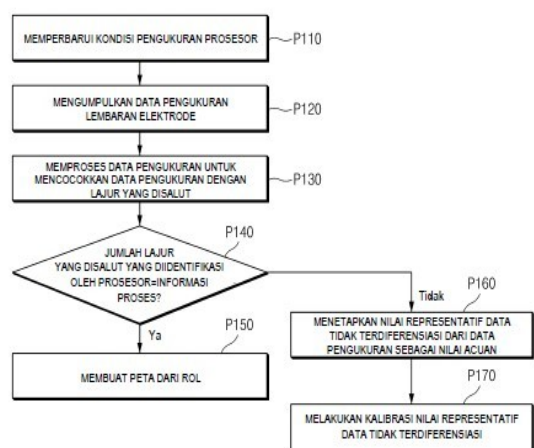 MEMPERBARUI KONDISI PENGUKURAN PROSESOR
P110
MENGUMPULKAN DATA PENGUKURAN
LEMBARAN ELEKTRODE
P120
MEMPROSES DATA PENGUKURAN UNTUK
MENCOCOKKAN DATA PENGUKURAN DENGAN
LAJUR YANG DISALUT
P130
P140
JUMLAH LAJUR
YANG DISALUT YANG DIIDENTIFIKASI
OLEH PROSESOR=INFORMASI
PROSES?
Tidak
Ya
P150
MEMBUAT PETA DARI ROL
P160
MENETAPKAN NILAI REPRESENTATIF DATA
TIDAK TERDIFERENSIASI DARI DATA
PENGUKURAN SEBAGAI NILAI ACUAN
P170
MELAKUKAN KALIBRASI NILAI REPRESENTATIF
DATA TIDAK TERDIFERENSIASI